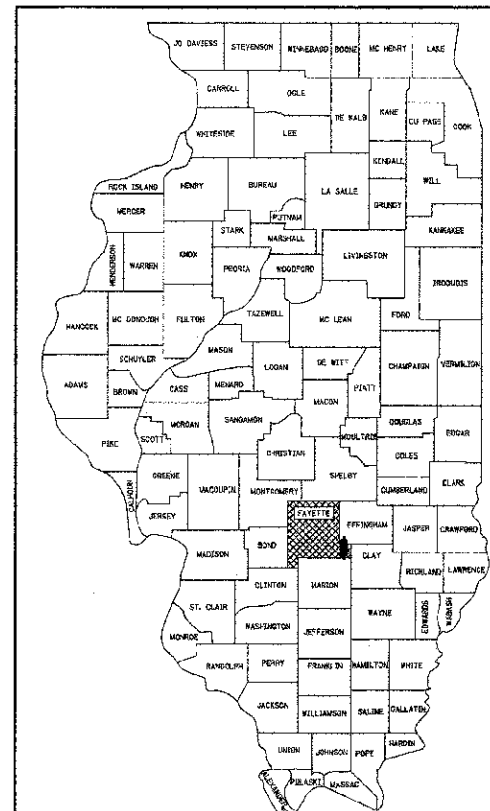 JO DAVIESS STEVENSON WINNEBAGO BOONE MC HENRY LAKE
CARROLL OGLE DE KALB KANE CU PAGE COOK
WHITESIDE LEE KENDALL WILL
ROCK ISLAND HENRY BUREAU LA SALLE GRUNDY
MERCER PUTNAM KANKAKEE
STARK MARSHALL LIVINGSTON
HENDERSON WARREN KNOX PEORIA WOODFORD IROQUOIS
HANCOCK MC DONOUGH FULTON TAZEWELL MC LEAN FORD
SCHUYLER MASON DE WITT CHAMPAIGN VERMILION
ADAMS BROWN CASS MENARD LOGAN PIATT
MACON
MORGAN SANGAMON DOUGLAS EDGAR
PIKE SCOTT CHRISTIAN MOULTRIE COLES
GREENE MACOUPIN MONTGOMERY SHELBY CUMBERLAND CLARK
CALHOUN JERSEY FAYETTE EFFINGHAM JASPER CRAWFORD
MADISON BOND CLAY
CLINTON MARION RICHLAND LAWRENCE
ST. CLAIR WASHINGTON WAYNE EDWARDS WABASH
MONROE JEFFERSON
RANDOLPH PERRY FRANKLIN HAMILTON WHITE
JACKSON WILLIAMSON SALINE GALLATIN
UNION JOHNSON POPE HARDIN
ALEXANDER PULASKI MASSAC